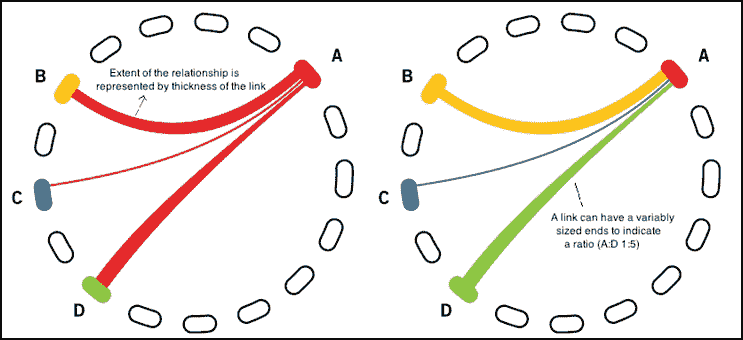 A
B
Extent of the relationship is
represented by thickness of the link
C
D
A
B
C
A link can have a variably
sized ends to indicate
a ratio (A:D 1:5)
D